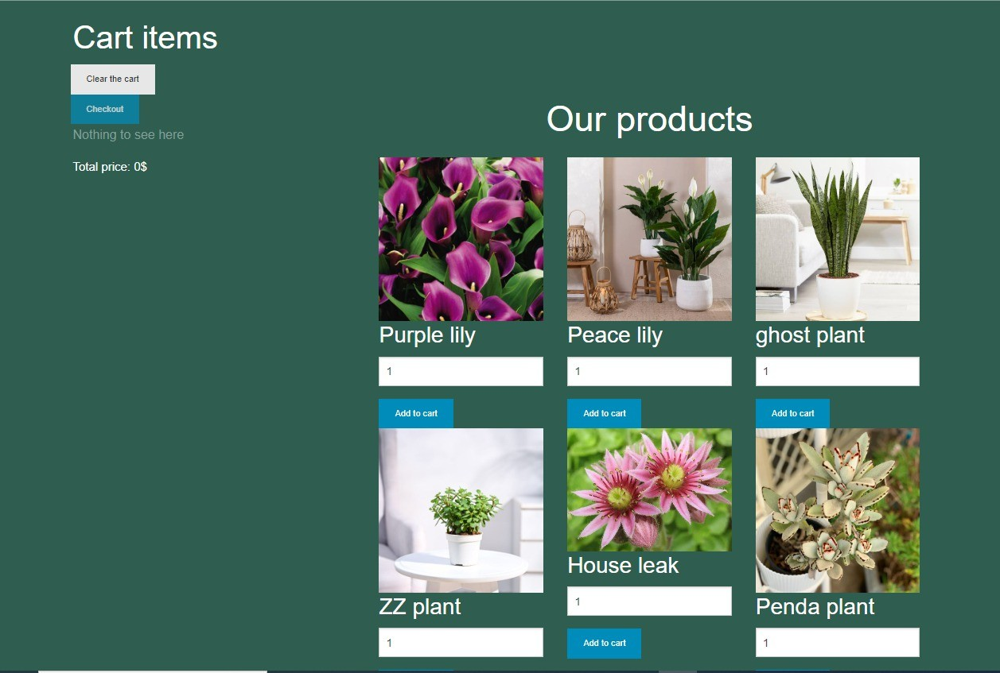 Cart items
Clear the cart
Checkout
Nothing to see here
Total price: 0$
Our products
Purple lily
1
Add to cart
Peace lily
1
Add to cart
ghost plant
1
Add to cart
ZZ plant
1
House leak
1
Add to cart
Penda plant
1